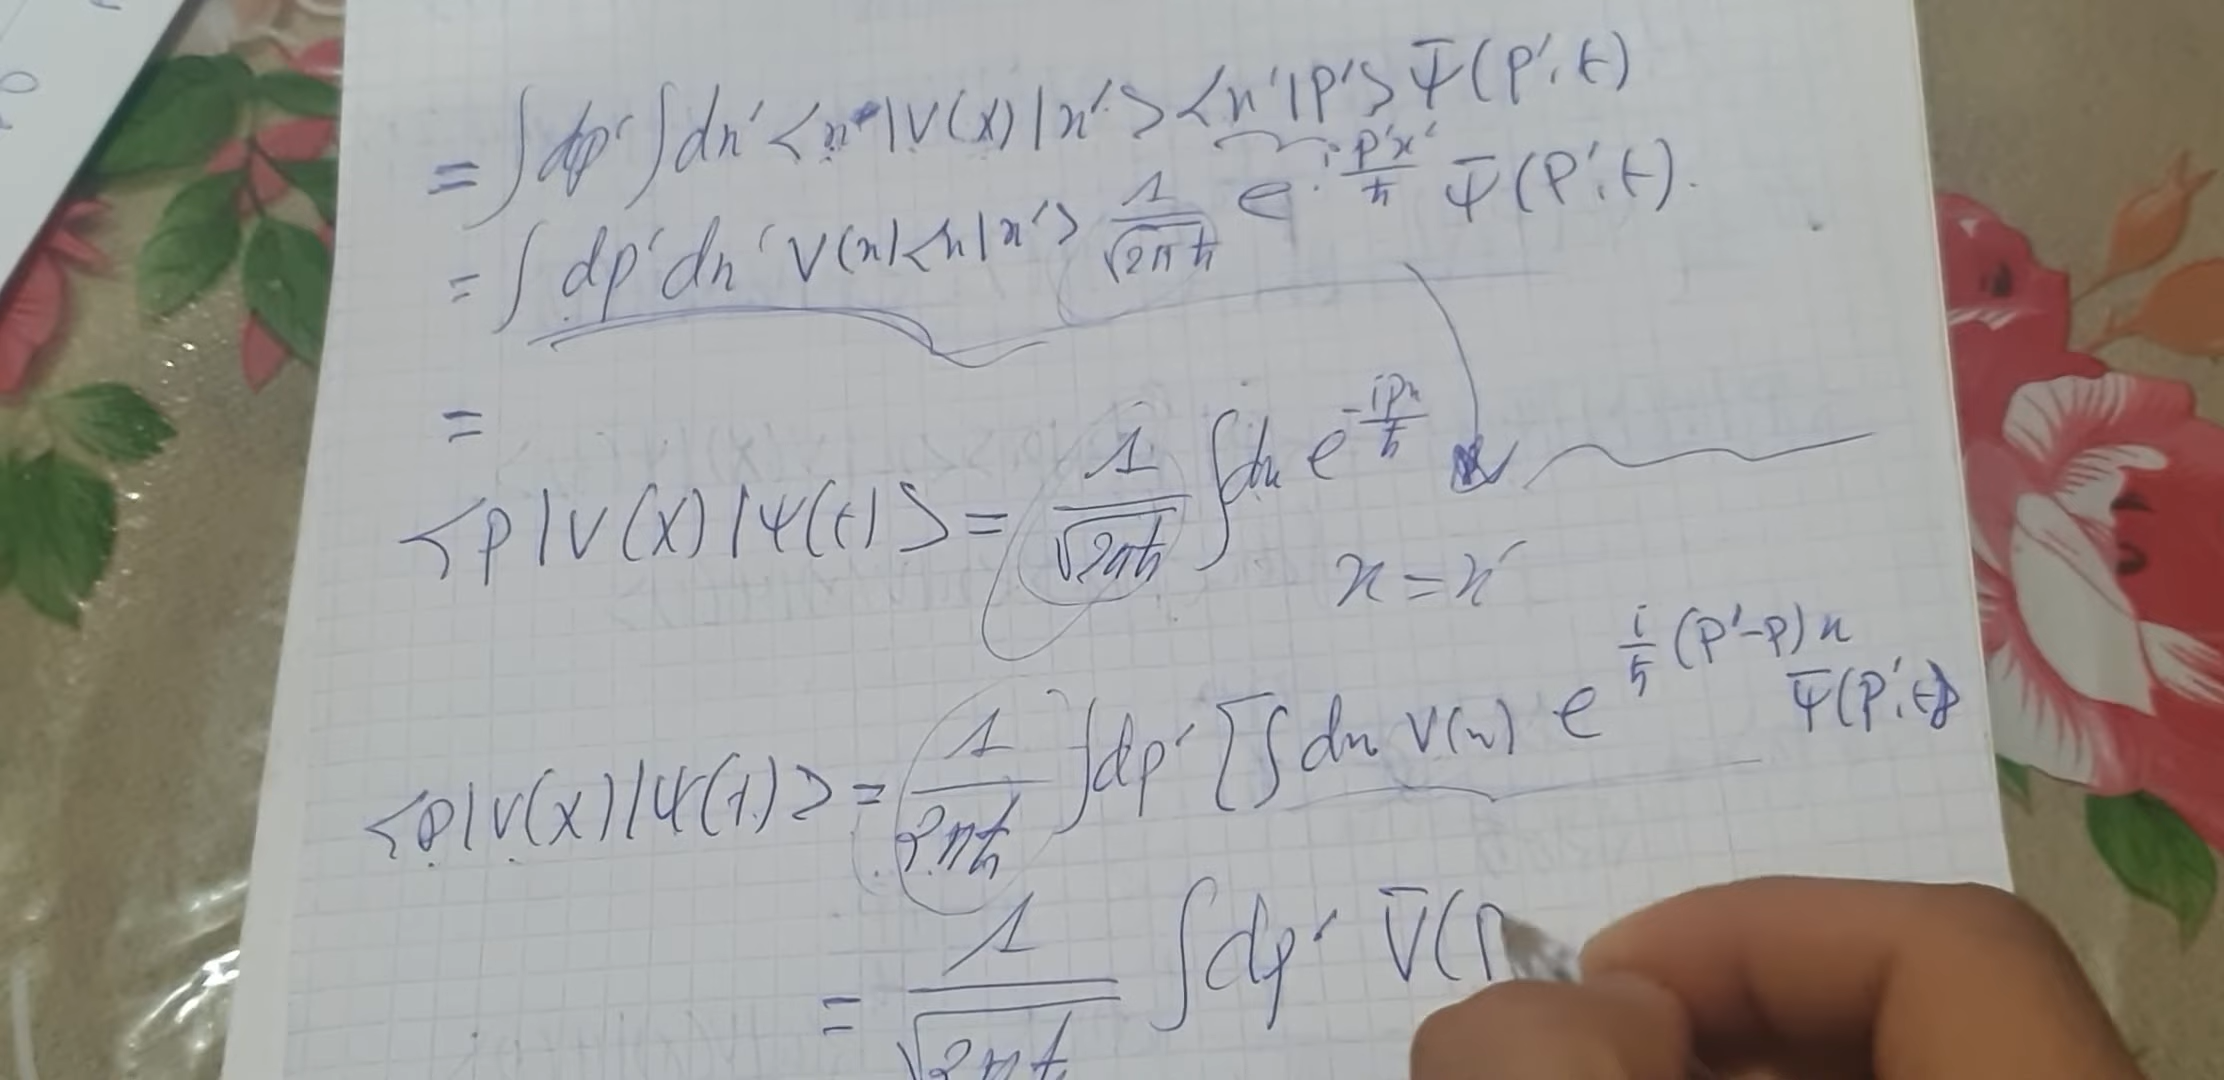 = ∫dp' ∫dx' <x|V(X)|x'> <x'|p'> Ψ̄(p',t)
= ∫dp'dx' V(x)<x|x'> 1/√2πħ e^{i p'x'/ħ} Ψ̄(p',t).
=
<p|V(X)|Ψ(t)> = 1/√2πħ ∫dx e^{-ipx/ħ}
x = x'
<p|V(X)|Ψ(t)> = 1/2πħ ∫dp' [∫dx V(x) e^{i/ħ (p'-p)x} Ψ̄(p',t)
= 1/√2πħ ∫dp' V̄(p